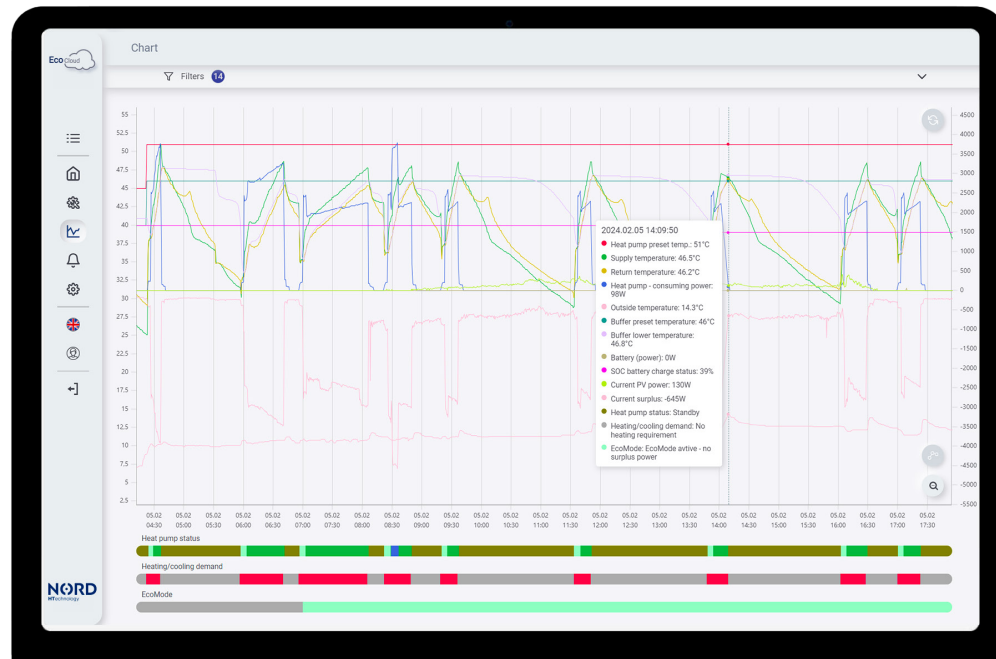 Chart
Eco Cloud
Filters 14
55
52.5
50
47.5
45
42.5
40
37.5
35
32.5
30
27.5
25
22.5
20
17.5
15
12.5
10
7.5
5
2.5
4500
4000
3500
3000
2500
2000
1500
1000
500
0
-500
-1000
-1500
-2000
-2500
-3000
-3500
-4000
-4500
-5000
-5500
2024.02.05 14:09:50
Heat pump preset temp.: 51°C
Supply temperature: 46.5°C
Return temperature: 46.2°C
Heat pump - consuming power:
98W
Outside temperature: 14.3°C
Buffer preset temperature: 46°C
Buffer lower temperature:
46.8°C
Battery (power): 0W
SOC battery charge status: 39%
Current PV power: 130W
Current surplus: -645W
Heat pump status: Standby
Heating/cooling demand: No
heating requirement
EcoMode: EcoMode avtive - no
surplus power
05.02 05.02 05.02 05.02 05.02 05.02 05.02 05.02 05.02 05.02 05.02 05.02 05.02 05.02 05.02 05.02 05.02 05.02 05.02 05.02 05.02 05.02 05.02 05.02 05.02 05.02 05.02
04:30 05:00 05:30 06:00 06:30 07:00 07:30 08:00 08:30 09:00 09:30 10:00 10:30 11:00 11:30 12:00 12:30 13:00 13:30 14:00 14:30 15:00 15:30 16:00 16:30 17:00 17:30
Heat pump status
Heating/cooling demand
EcoMode
NORD
HTechnology